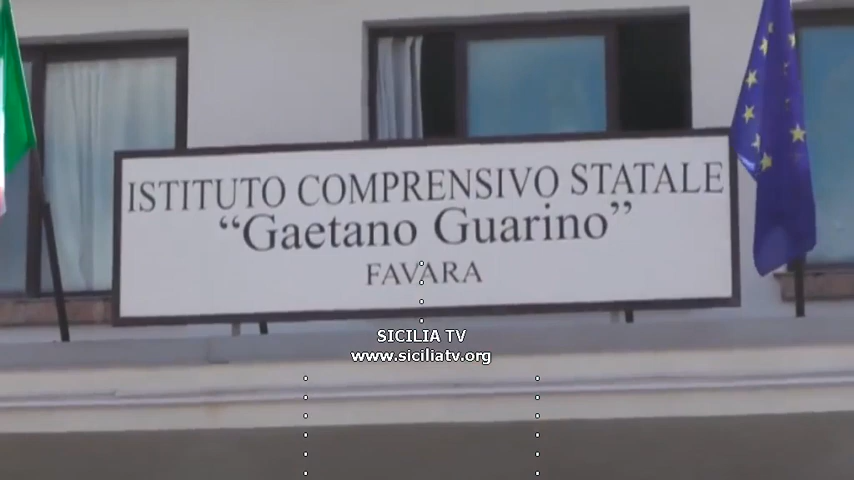 ISTITUTO COMPRENSIVO STATALE
“Gaetano Guarino”
FAVARA
SICILIA TV
www.siciliatv.org